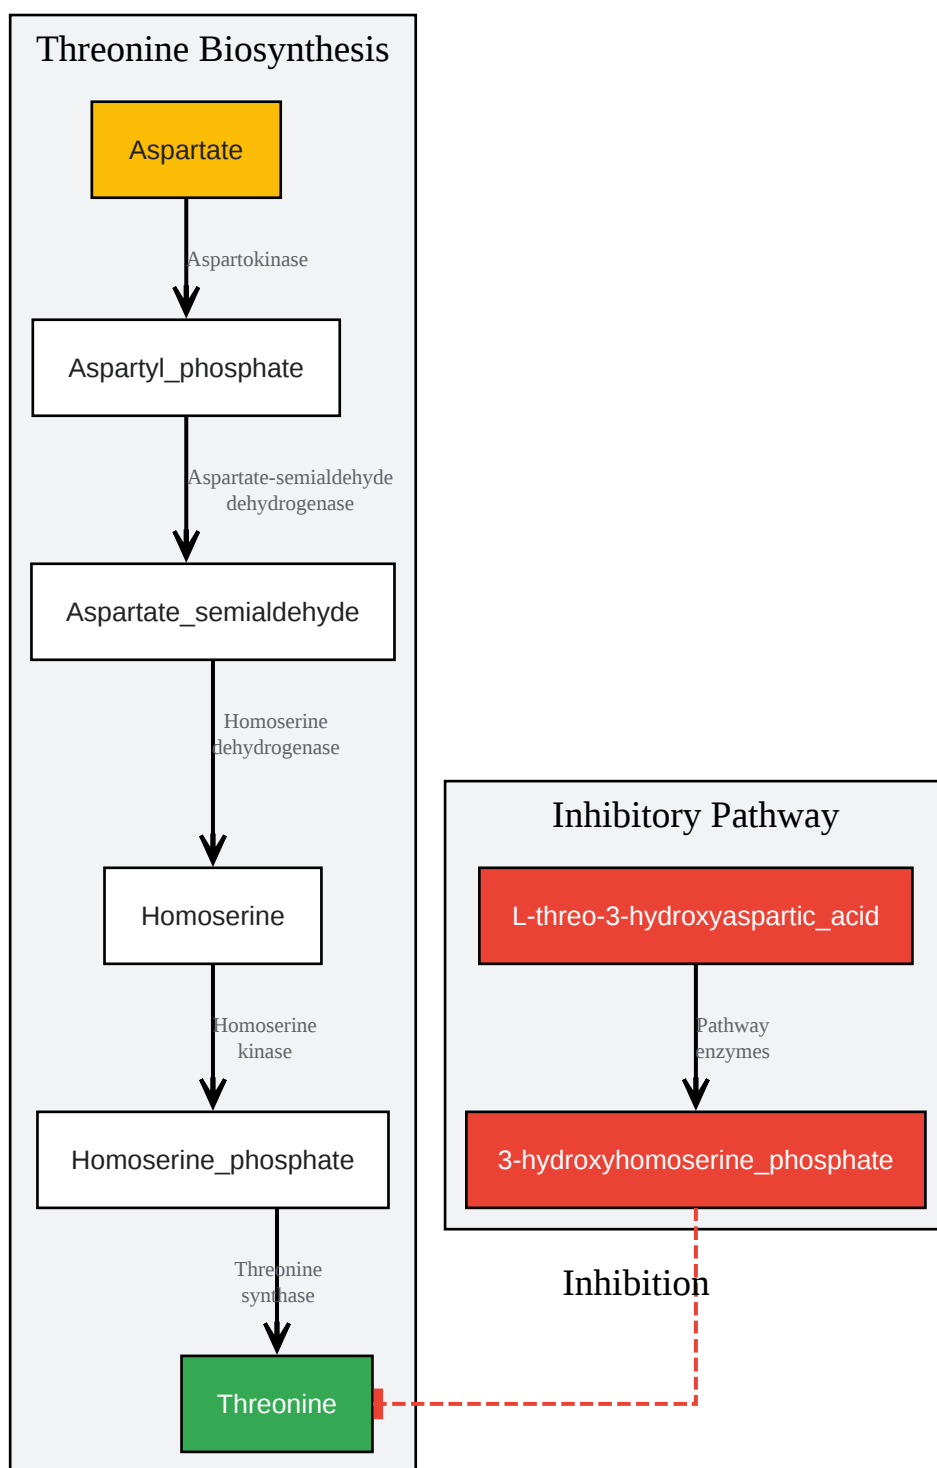 Threonine Biosynthesis
Aspartate
Aspartokinase
Aspartyl_phosphate
Aspartate-semialdehyde
dehydrogenase
Aspartate_semialdehyde
Homoserine
dehydrogenase
Homoserine
Homoserine
kinase
Homoserine_phosphate
Threonine
synthase
Threonine
Inhibitory Pathway
L-threo-3-hydroxyaspartic_acid
Pathway
enzymes
3-hydroxyhomoserine_phosphate
Inhibition